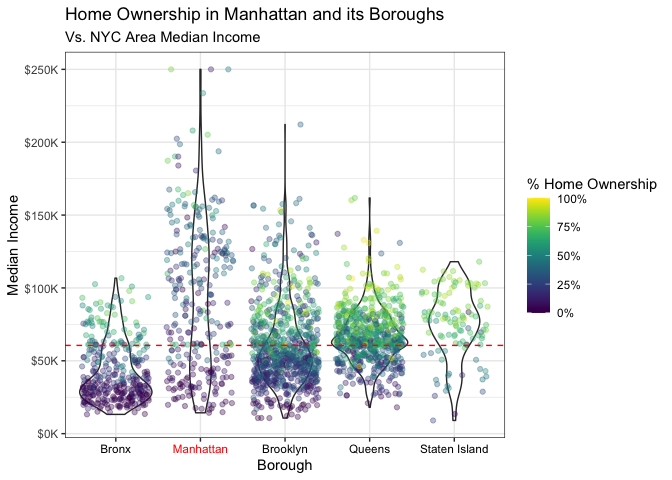 Home Ownership in Manhattan and its Boroughs
Vs. NYC Area Median Income
$250K
$200K
$150K
$100K
$50K
$0K
Median Income
Bronx
Manhattan
Brooklyn
Queens
Staten Island
Borough
% Home Ownership
100%
75%
50%
25%
0%